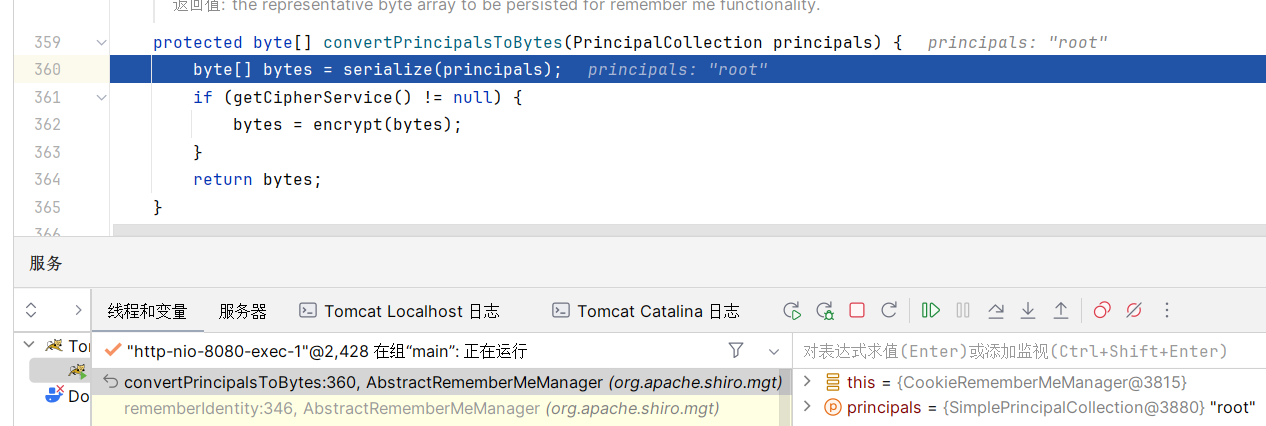 返回值: the representative byte array to be persisted for remember me functionality.
359 protected byte[] convertPrincipalsToBytes(PrincipalCollection principals) { principals: "root"
360 byte[] bytes = serialize(principals); principals: "root"
361 if (getCipherService() != null) {
362 bytes = encrypt(bytes);
363 }
364 return bytes;
365 }
366
服务
线程和变量 服务器 Tomcat Localhost 日志 Tomcat Catalina 日志
Tor
"http-nio-8080-exec-1"@2,428 在组“main”: 正在运行 对表达式求值(Enter)或添加监视(Ctrl+Shift+Enter)
convertPrincipalsToBytes:360, AbstractRememberMeManager (org.apache.shiro.mgt) this = {CookieRememberMeManager@3815}
Do
rememberIdentity:346, AbstractRememberMeManager (org.apache.shiro.mgt) principals = {SimplePrincipalCollection@3880} "root"